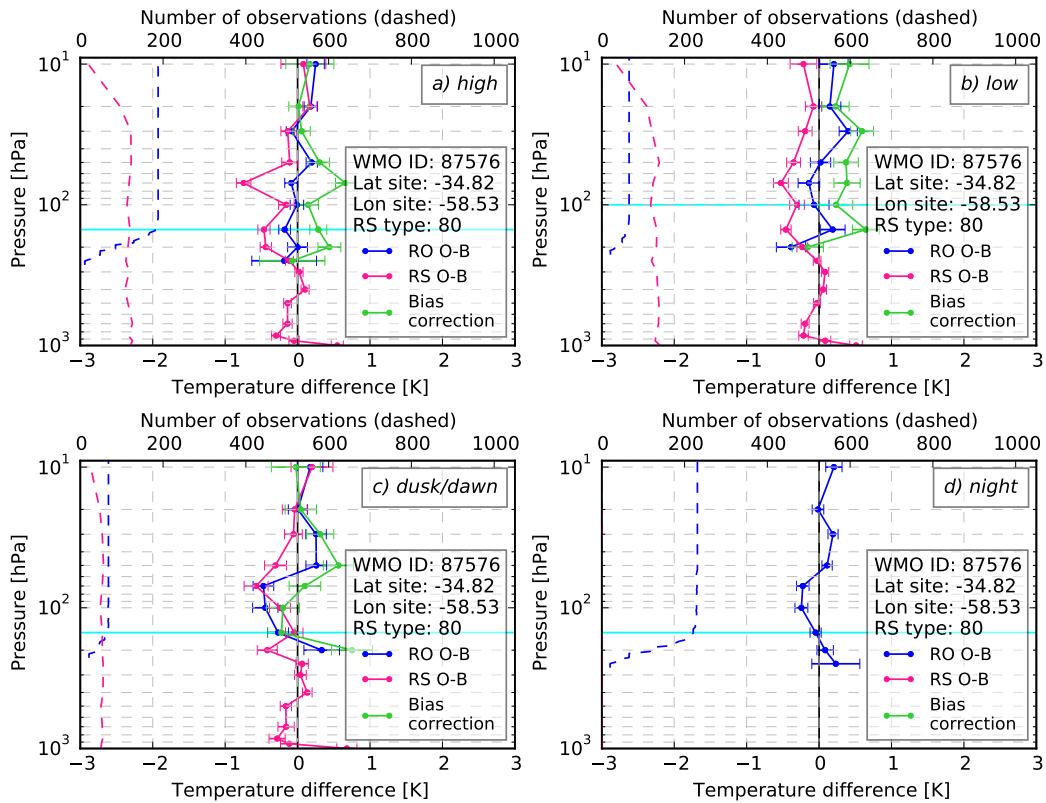 Number of observations (dashed)
0 200 400 600 800 1000
Pressure [hPa]
10¹
10²
10³
a) high
WMO ID: 87576
Lat site: -34.82
Lon site: -58.53
RS type: 80
RO O-B
RS O-B
Bias
correction
−3 −2 −1 0 1 2 3
Temperature difference [K]
Number of observations (dashed)
0 200 400 600 800 1000
Pressure [hPa]
10¹
10²
10³
b) low
WMO ID: 87576
Lat site: -34.82
Lon site: -58.53
RS type: 80
RO O-B
RS O-B
Bias
correction
−3 −2 −1 0 1 2 3
Temperature difference [K]
Number of observations (dashed)
0 200 400 600 800 1000
Pressure [hPa]
10¹
10²
10³
c) dusk/dawn
WMO ID: 87576
Lat site: -34.82
Lon site: -58.53
RS type: 80
RO O-B
RS O-B
Bias
correction
−3 −2 −1 0 1 2 3
Temperature difference [K]
Number of observations (dashed)
0 200 400 600 800 1000
Pressure [hPa]
10¹
10²
10³
d) night
WMO ID: 87576
Lat site: -34.82
Lon site: -58.53
RS type: 80
RO O-B
RS O-B
Bias
correction
−3 −2 −1 0 1 2 3
Temperature difference [K]